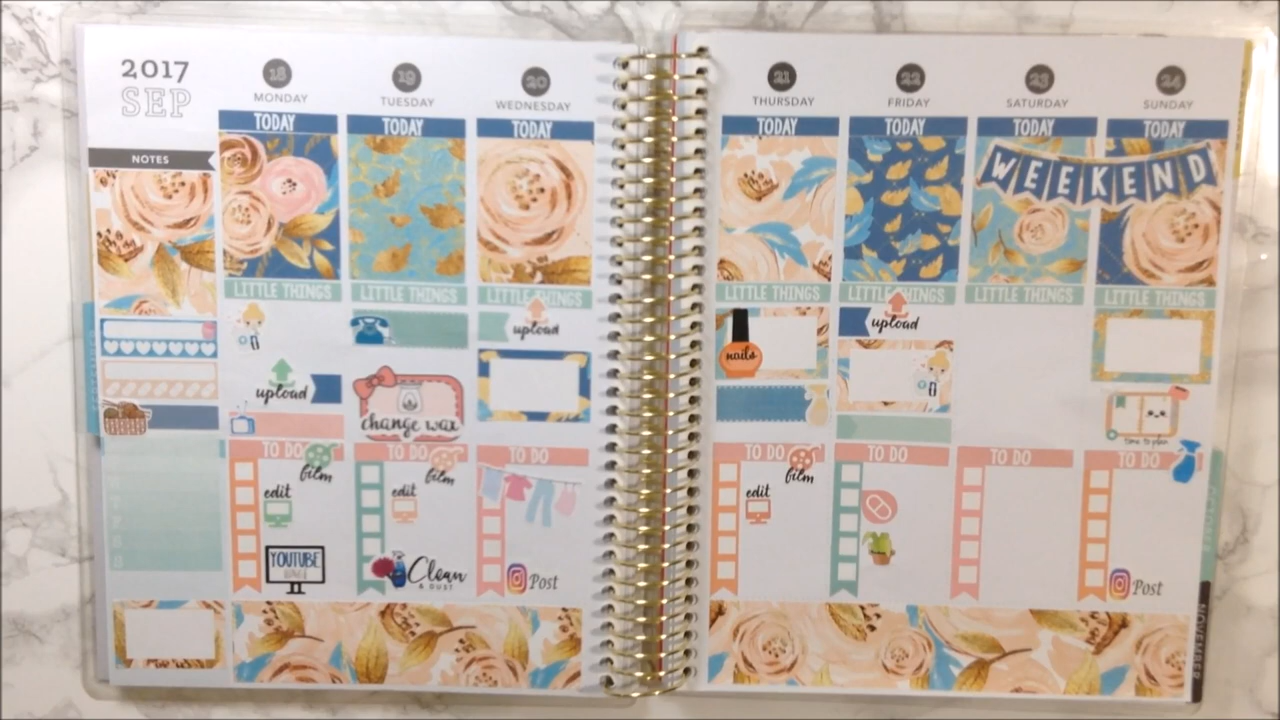 2017
SEP
NOTES
18
MONDAY
19
TUESDAY
20
WEDNESDAY
21
THURSDAY
22
FRIDAY
23
SATURDAY
24
SUNDAY
TODAY
TODAY
TODAY
TODAY
TODAY
TODAY
TODAY
WEEKEND
LITTLE THINGS
LITTLE THINGS
LITTLE THINGS
LITTLE THINGS
LITTLE THINGS
LITTLE THINGS
upload
upload
upload
nails
change wax
time to plan
TO DO
TO DO
TO DO
TO DO
TO DO
TO DO
TO DO
film
film
film
edit
edit
edit
YOUTUBE
Clean
& DUST
Post
Post
SEPTEMBER
OCTOBER
NOVEMBER